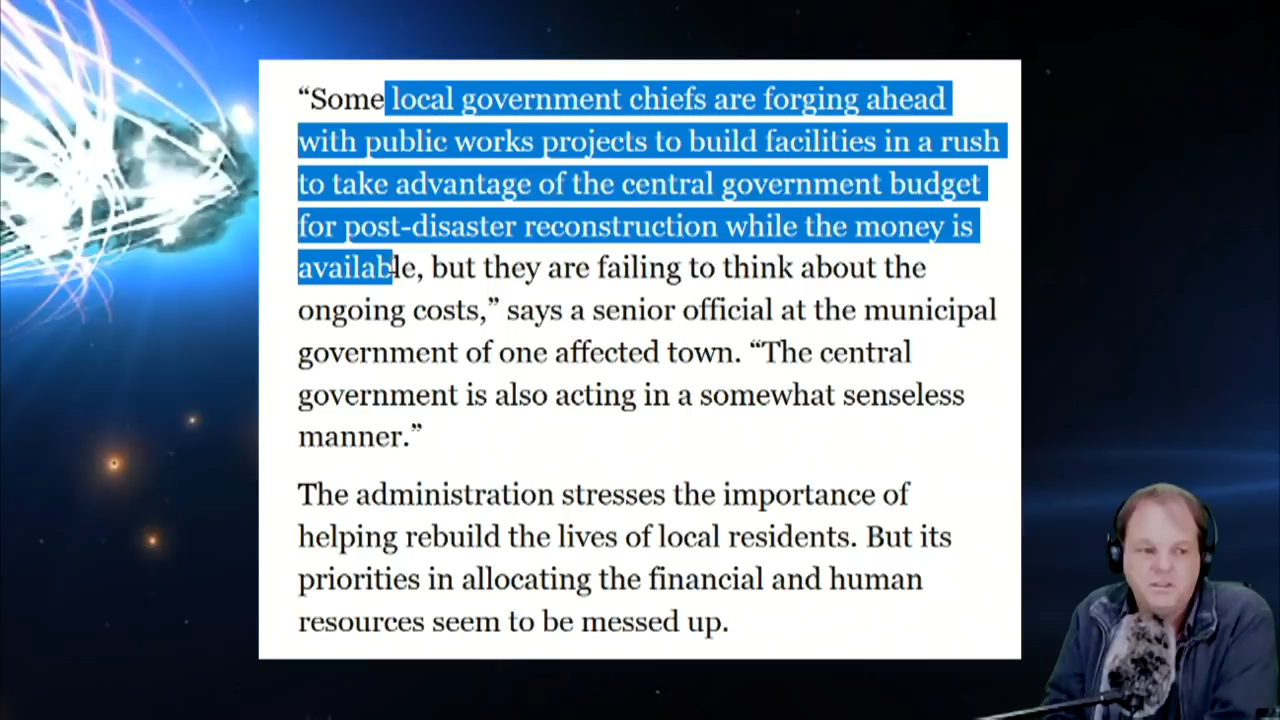 “Some local government chiefs are forging ahead
with public works projects to build facilities in a rush
to take advantage of the central government budget
for post-disaster reconstruction while the money is
available, but they are failing to think about the
ongoing costs,” says a senior official at the municipal
government of one affected town. “The central
government is also acting in a somewhat senseless
manner.”
The administration stresses the importance of
helping rebuild the lives of local residents. But its
priorities in allocating the financial and human
resources seem to be messed up.